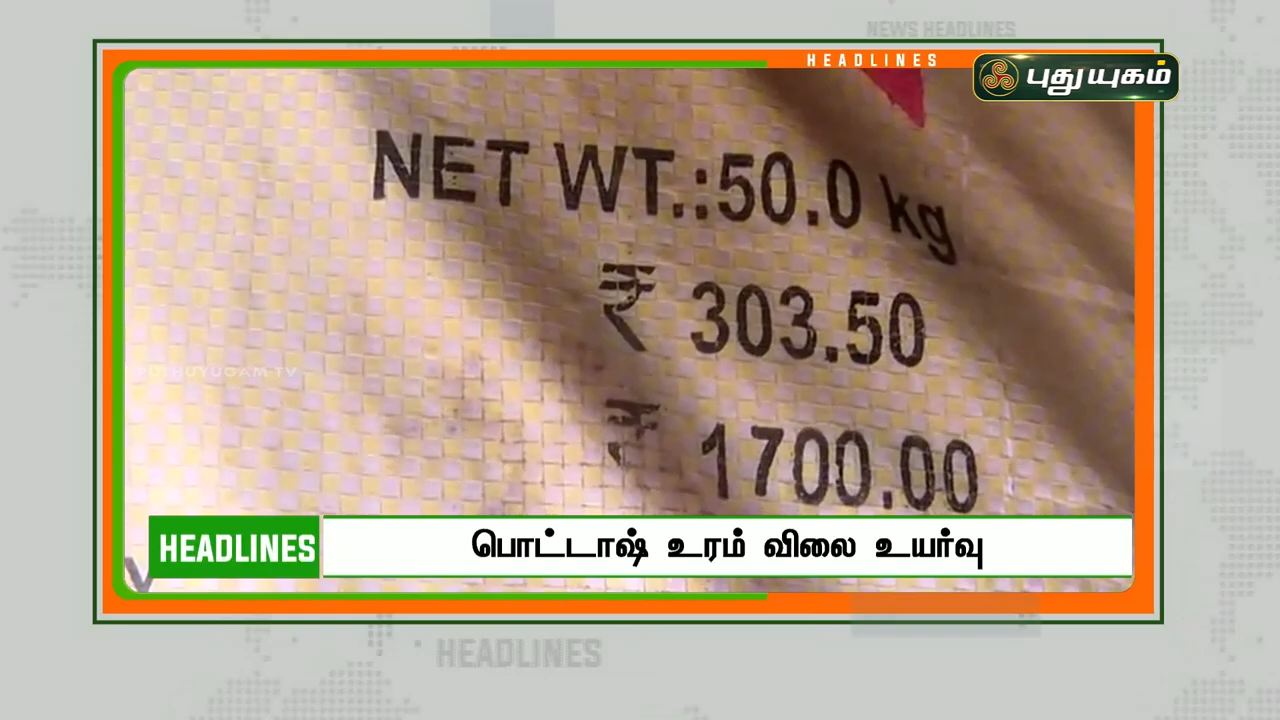 NEWS HEADLINES
HEADLINES
புதுயுகம்
NET WT.:50.0 kg
₹ 303.50
₹ 1700.00
PUTHUYUGAM TV
HEADLINES
பொட்டாஷ் உரம் விலை உயர்வு
HEADLINES